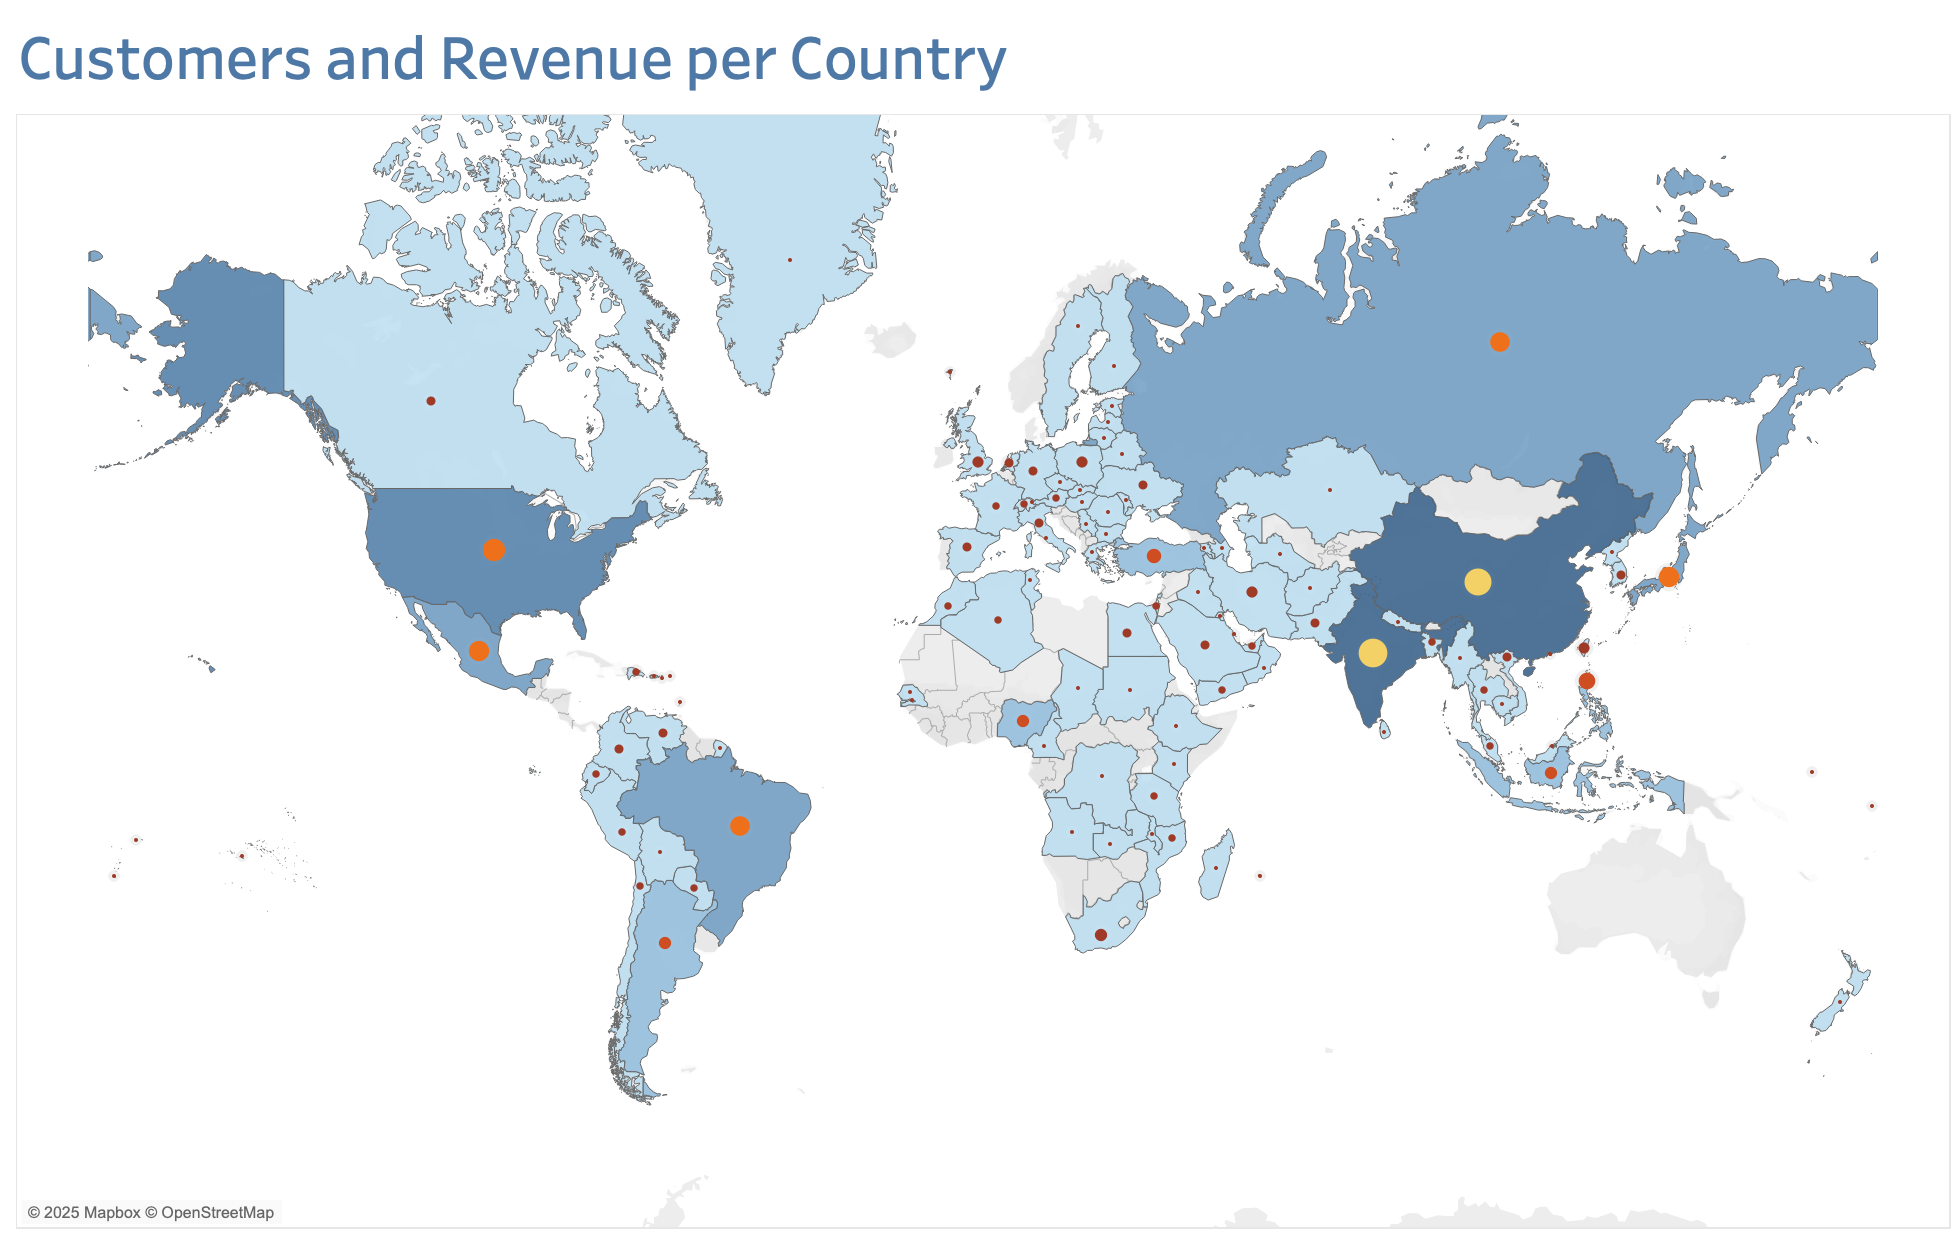 Customers and Revenue per Country
© 2025 Mapbox © OpenStreetMap